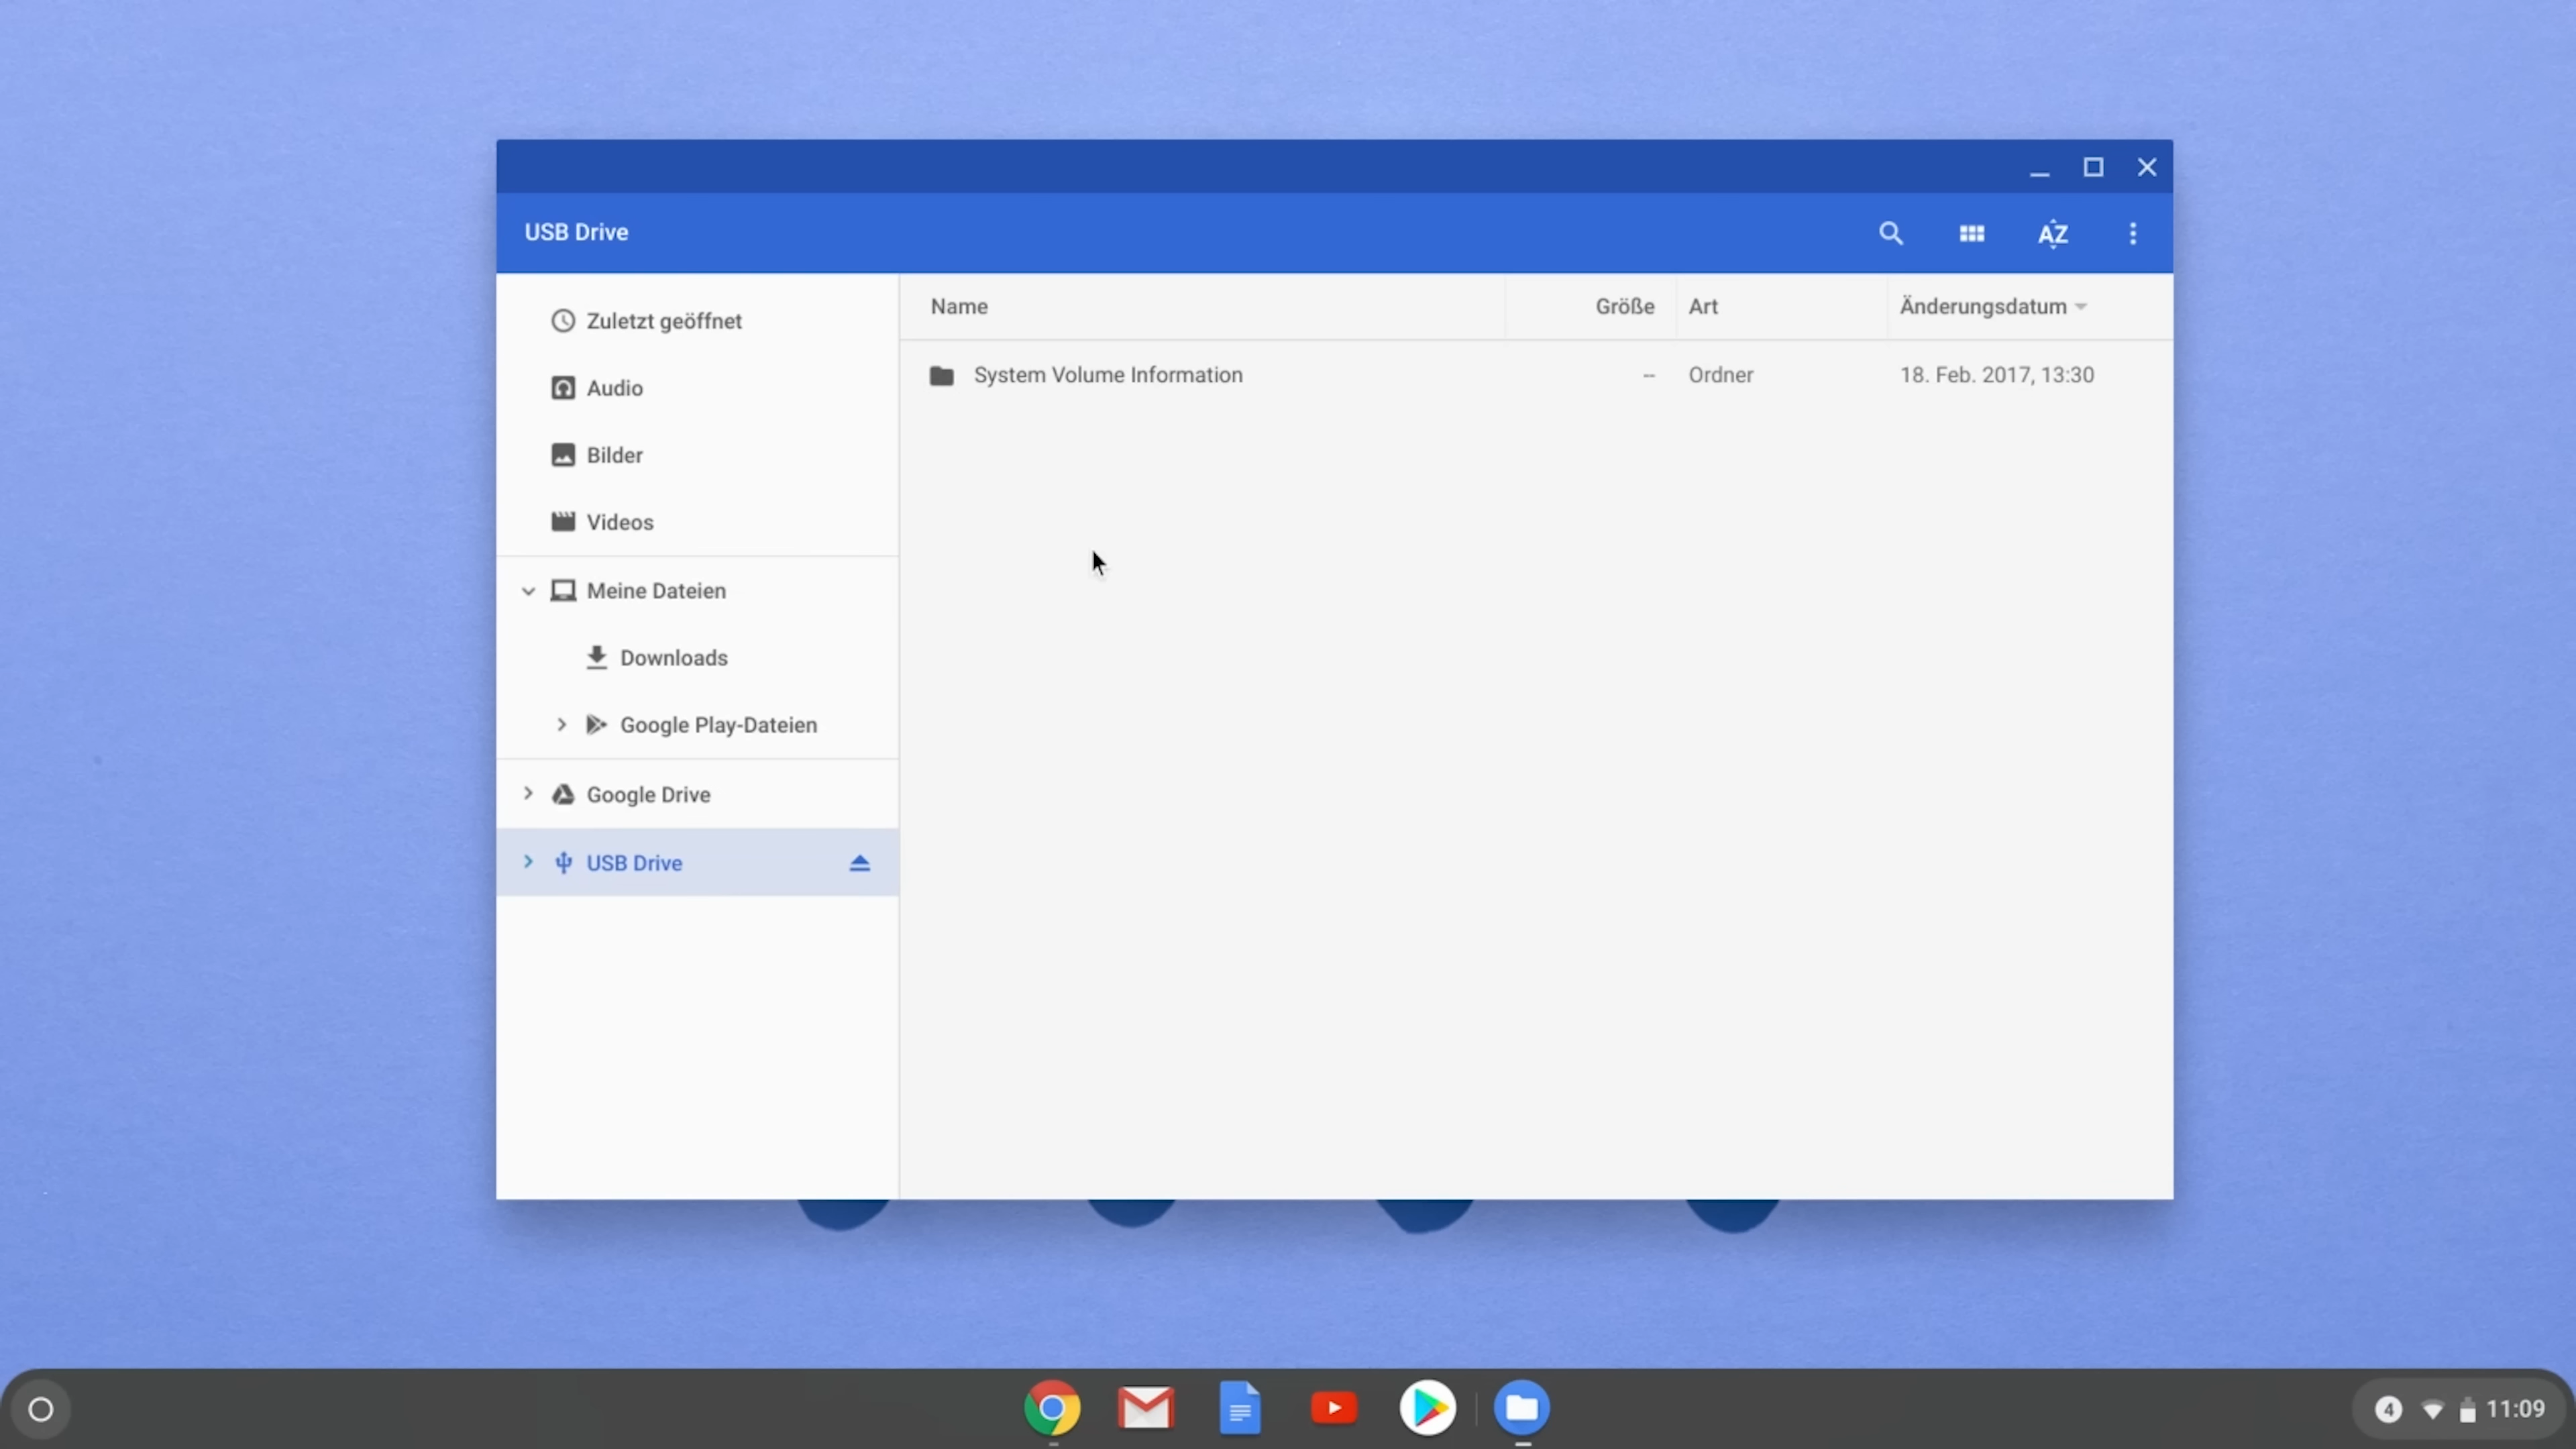 USB Drive
AZ
Zuletzt geöffnet
Audio
Bilder
Videos
Meine Dateien
Downloads
Google Play-Dateien
Google Drive
USB Drive
Name Größe Art Änderungsdatum
System Volume Information -- Ordner 18. Feb. 2017, 13:30
4 11:09